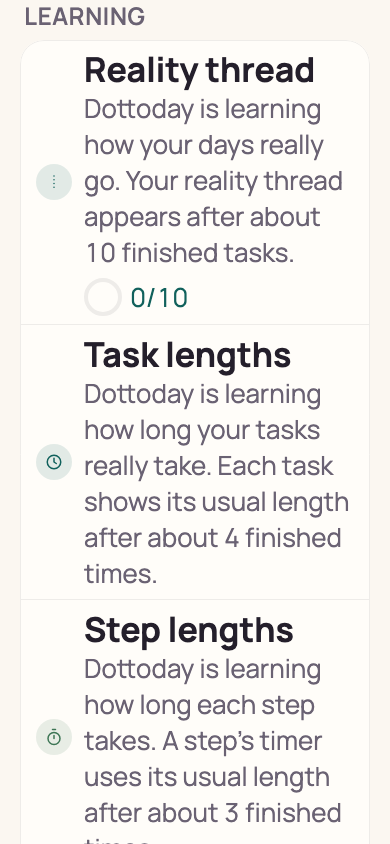 LEARNING
Reality thread
Dottoday is learning
how your days really
go. Your reality thread
appears after about
10 finished tasks.
0/10
Task lengths
Dottoday is learning
how long your tasks
really take. Each task
shows its usual length
after about 4 finished
times.
Step lengths
Dottoday is learning
how long each step
takes. A step’s timer
uses its usual length
after about 3 finished